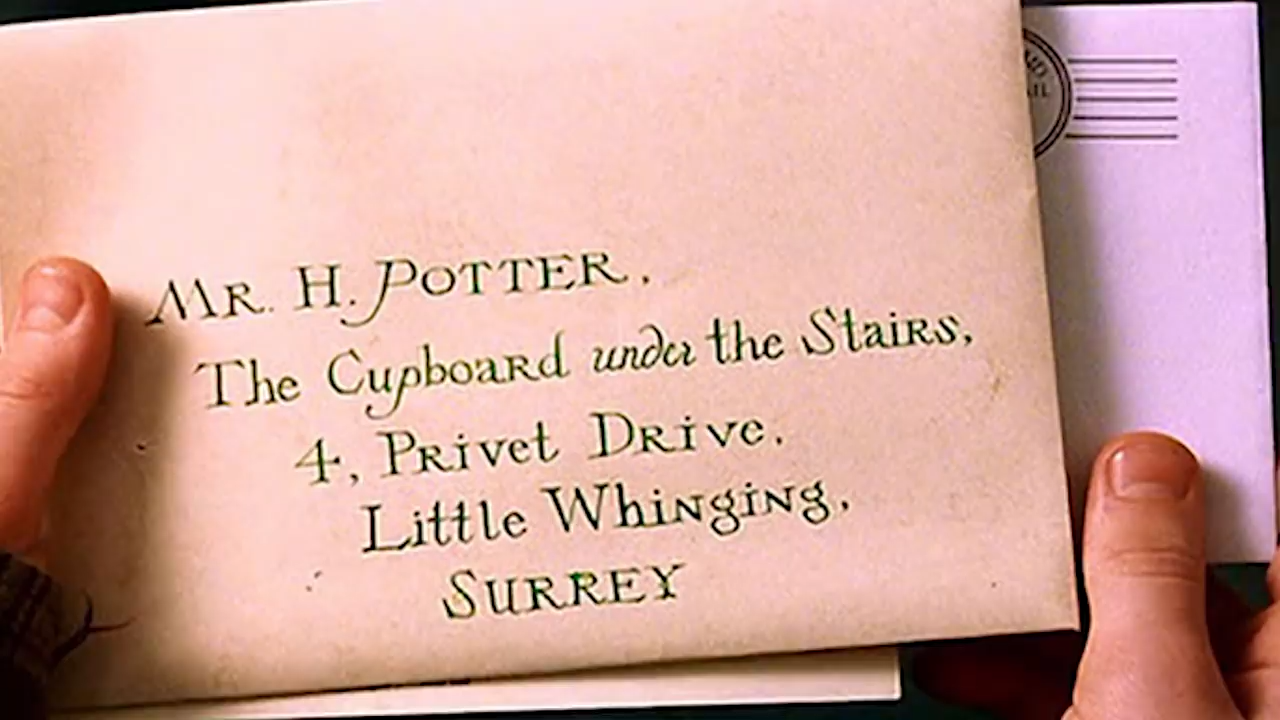 Mr. H. Potter,
The Cupboard under the Stairs,
4, Privet Drive,
Little Whinging,
SURREY